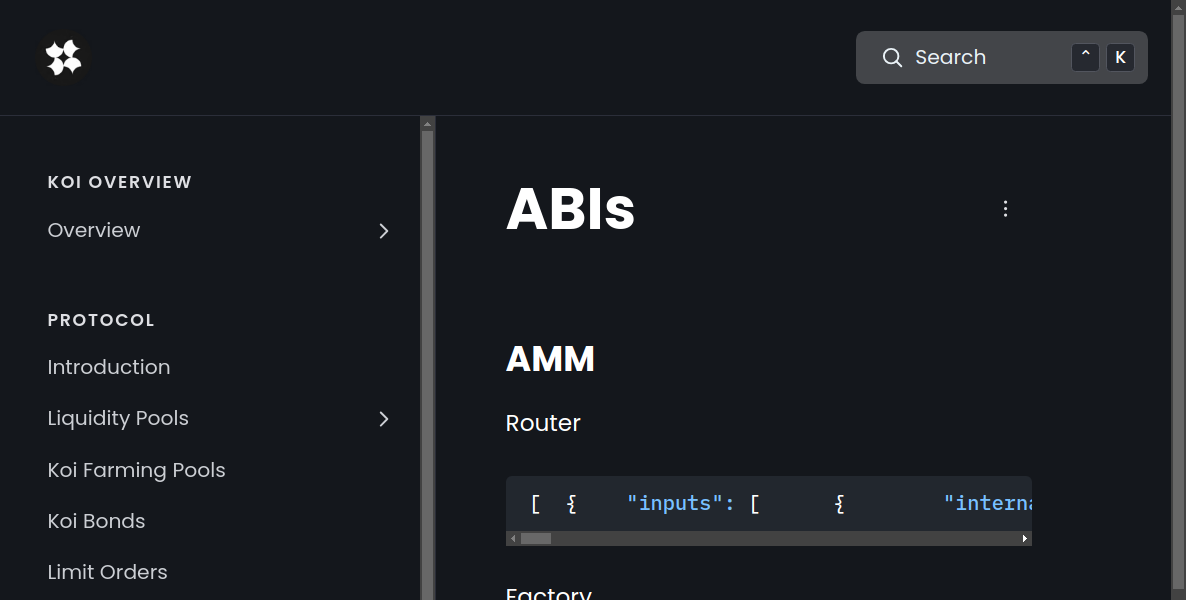 Search ^ K
KOI OVERVIEW
Overview
PROTOCOL
Introduction
Liquidity Pools
Koi Farming Pools
Koi Bonds
Limit Orders
ABIs
AMM
Router
[ { "inputs": [ { "interna
Factory